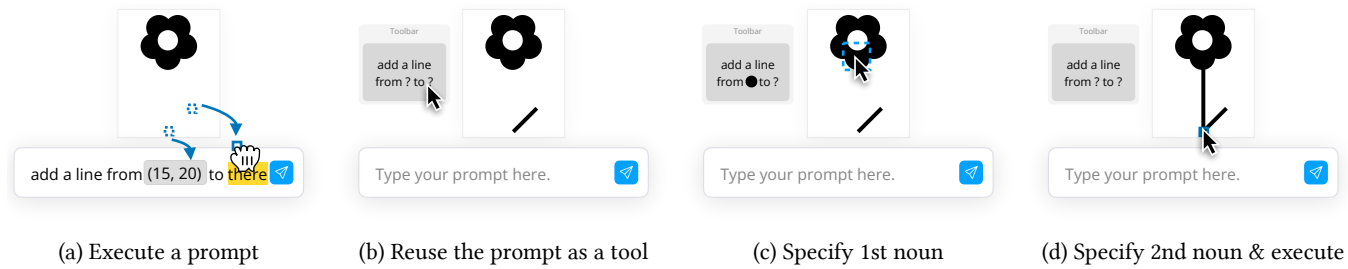 add a line from (15, 20) to there
(a) Execute a prompt
Toolbar
add a line
from ? to ?
Type your prompt here.
(b) Reuse the prompt as a tool
Toolbar
add a line
from to ?
Type your prompt here.
(c) Specify 1st noun
Toolbar
add a line
from ? to ?
Type your prompt here.
(d) Specify 2nd noun & execute